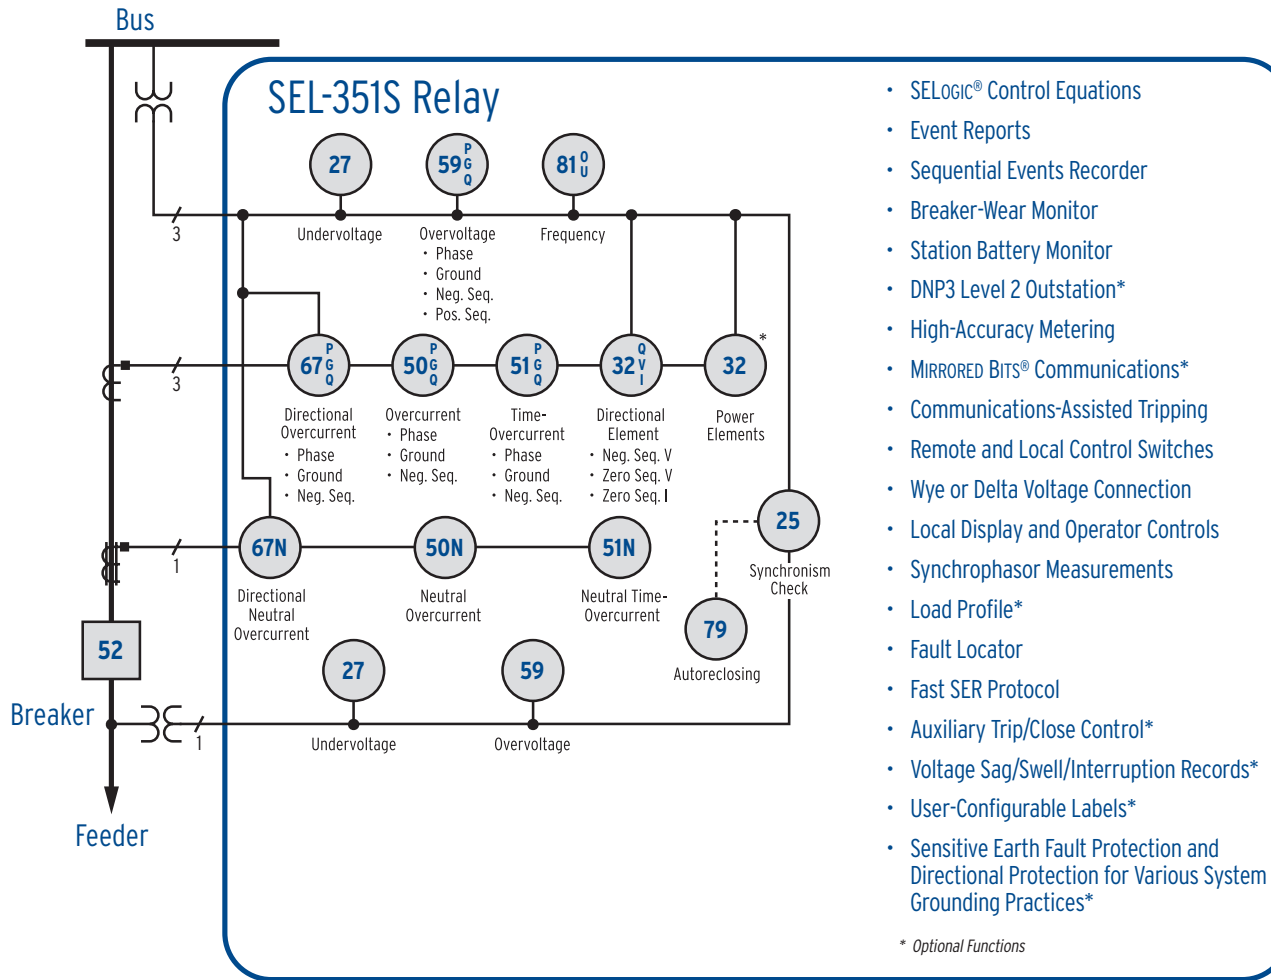 Bus
SEL-351S Relay
27
59 P G Q
81 O U
3
Undervoltage
Overvoltage
• Phase
• Ground
• Neg. Seq.
• Pos. Seq.
Frequency
3
67 P G Q
50 P G Q
51 P G Q
32 Q V I
32 *
Directional
Overcurrent
• Phase
• Ground
• Neg. Seq.
Overcurrent
• Phase
• Ground
• Neg. Seq.
Time-
Overcurrent
• Phase
• Ground
• Neg. Seq.
Directional
Element
• Neg. Seq. V
• Zero Seq. V
• Zero Seq. I
Power
Elements
25
Synchronism
Check
1
67N
50N
51N
Directional
Neutral
Overcurrent
Neutral
Overcurrent
Neutral Time-
Overcurrent
79
Autoreclosing
52
Breaker
27
59
1
Undervoltage
Overvoltage
Feeder
• SELOGIC® Control Equations
• Event Reports
• Sequential Events Recorder
• Breaker-Wear Monitor
• Station Battery Monitor
• DNP3 Level 2 Outstation*
• High-Accuracy Metering
• MIRRORED BITS® Communications*
• Communications-Assisted Tripping
• Remote and Local Control Switches
• Wye or Delta Voltage Connection
• Local Display and Operator Controls
• Synchrophasor Measurements
• Load Profile*
• Fault Locator
• Fast SER Protocol
• Auxiliary Trip/Close Control*
• Voltage Sag/Swell/Interruption Records*
• User-Configurable Labels*
• Sensitive Earth Fault Protection and
Directional Protection for Various System
Grounding Practices*
* Optional Functions